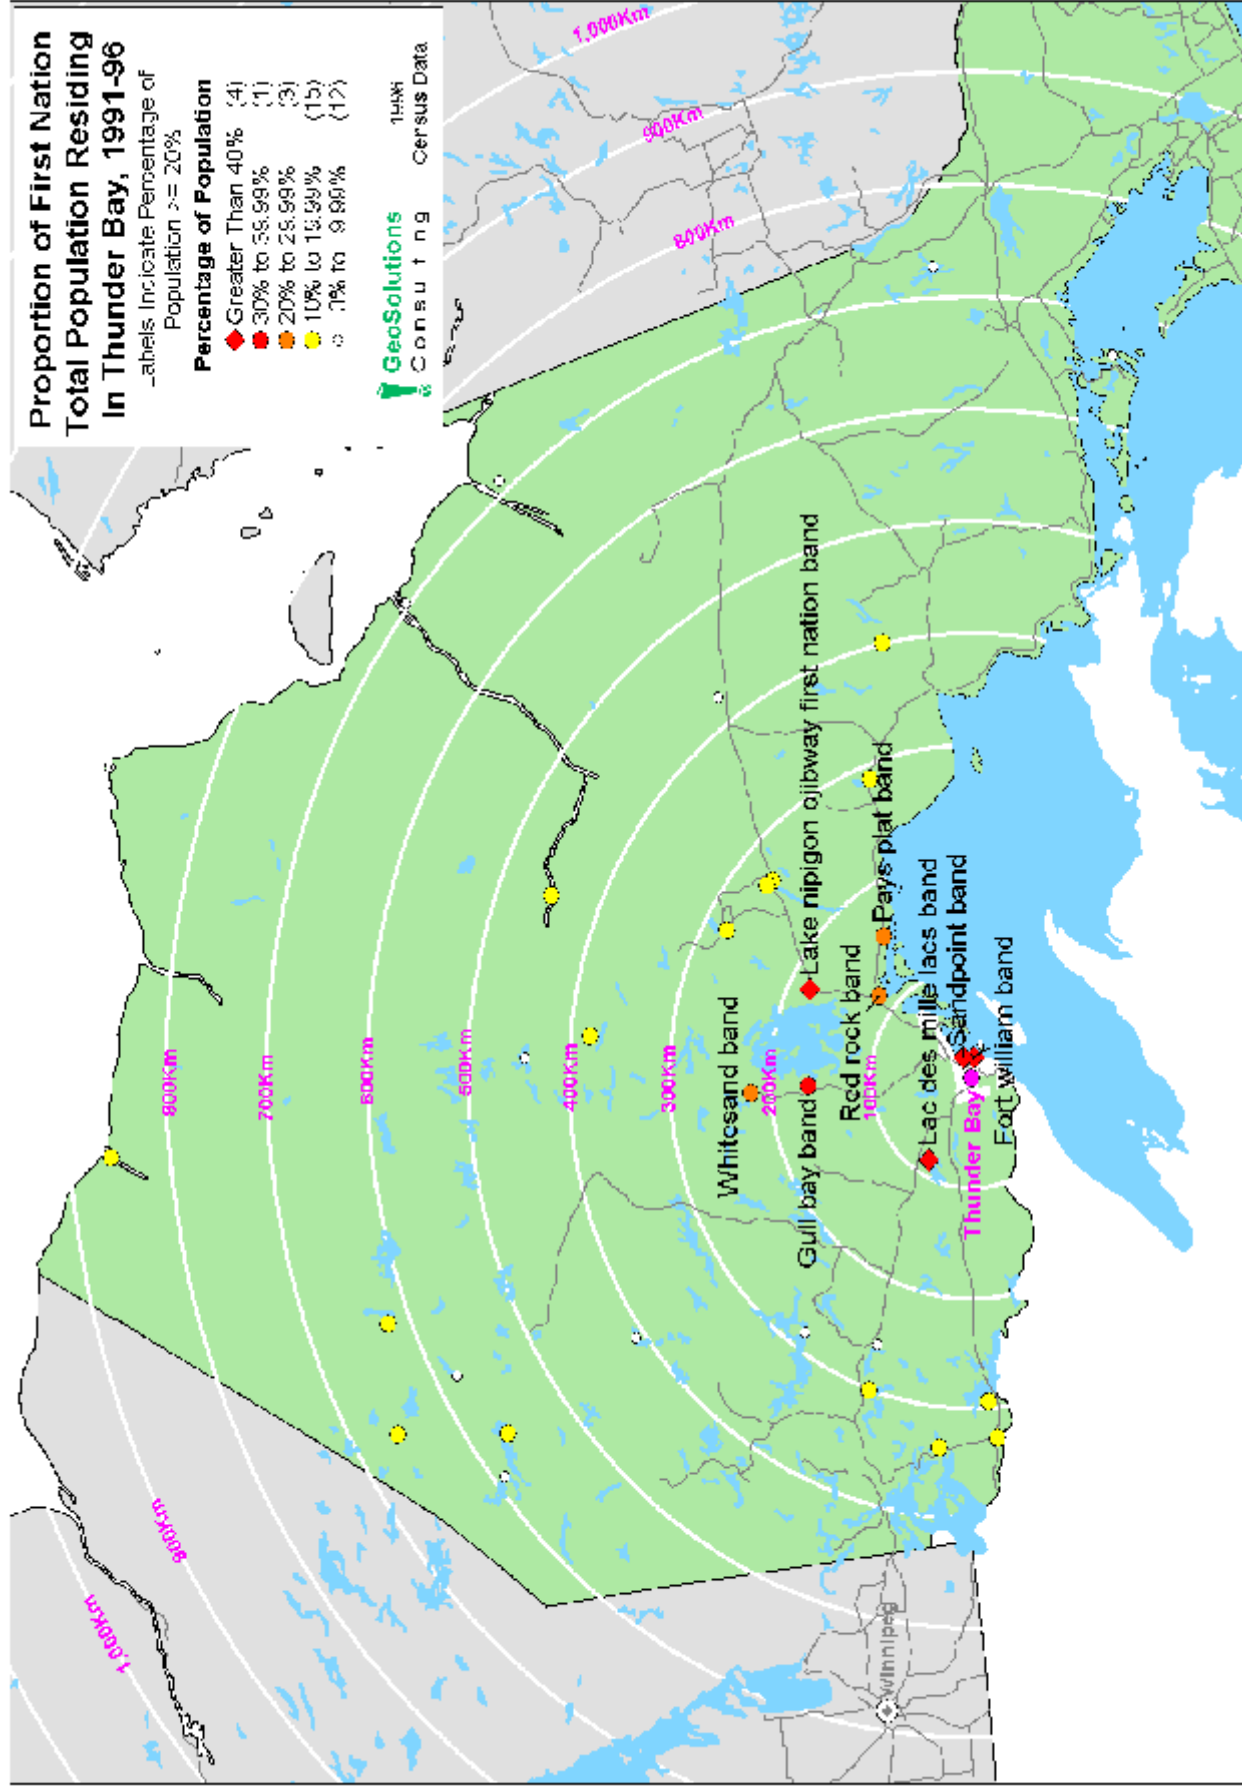 Proportion of First Nation
Total Population Residing
In Thunder Bay, 1991-96
Labels Indicate Percentage of
Population >= 20%
Percentage of Population
Greater Than 40% (4)
30% to 39.99% (1)
20% to 29.99% (3)
10% to 19.99% (15)
0% to 9.99% (12)
GeoSolutions
Consulting
1996
Census Data
1,000Km
900Km
800Km
800Km
700Km
600Km
500Km
400Km
300Km
200Km
100Km
900Km
1,000Km
Lake nipigon ojibway first nation band
Pays plat band
Red rock band
Whitesand band
Gull bay band
Lac des mille lacs band
Sandpoint band
Fort william band
Thunder Bay
Winnipeg